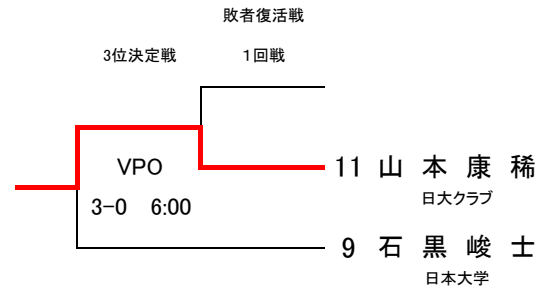 敗者復活戦
3位決定戦 1回戦
VPO
11 山本康稀
3-0 6:00
日大クラブ
9 石黒峻士
日本大学